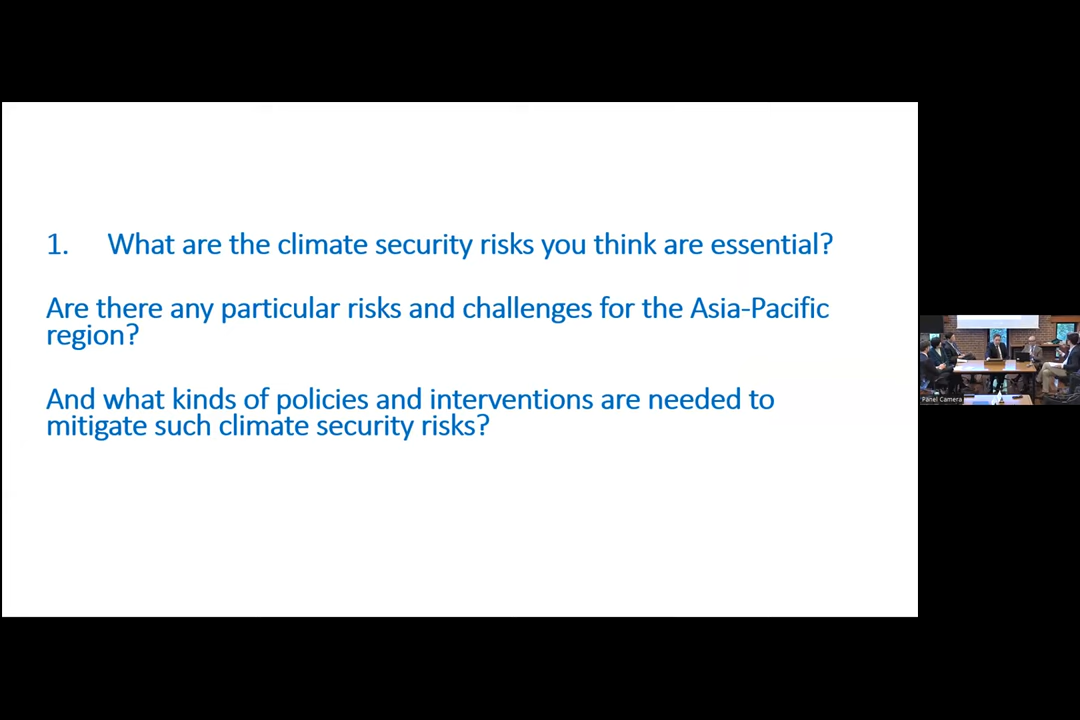 1. What are the climate security risks you think are essential?
Are there any particular risks and challenges for the Asia-Pacific
region?
And what kinds of policies and interventions are needed to
mitigate such climate security risks?
Panel Camera